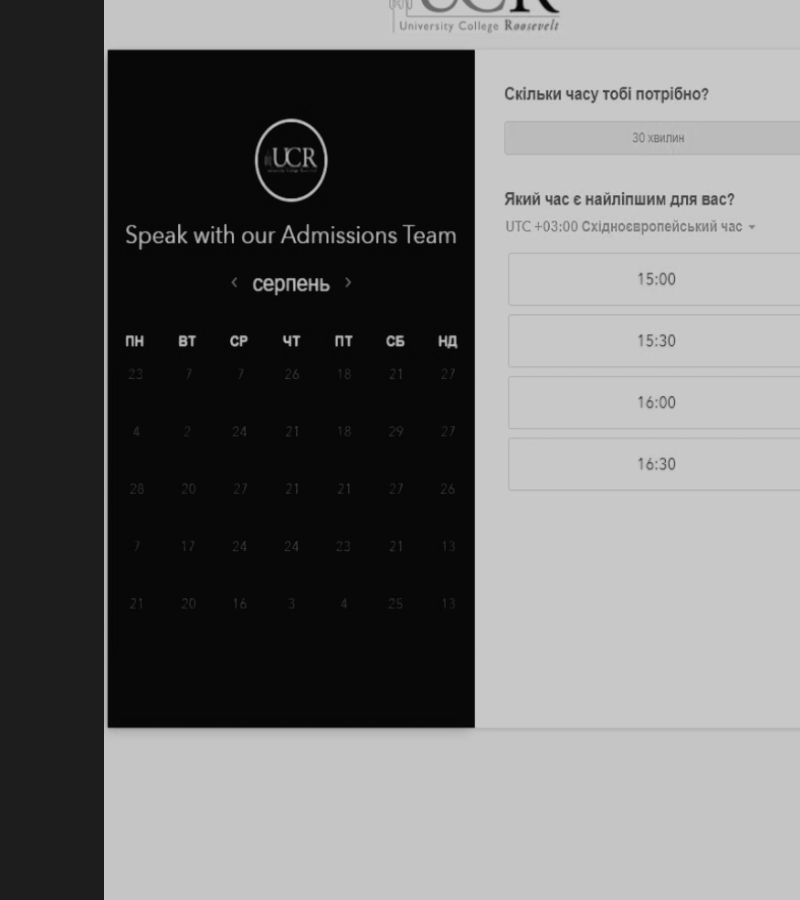 UCR
University College Roosevelt
UCR
Speak with our Admissions Team
серпень
ПН ВТ СР ЧТ ПТ СБ НД
23 7 7 26 18 21 27
4 2 24 21 18 29 27
28 20 27 21 21 27 26
7 17 24 24 23 21 13
21 20 16 3 4 25 13
Скільки часу тобі потрібно?
30 хвилин
Який час є найліпшим для вас?
UTC +03:00 Східноєвропейський час
15:00
15:30
16:00
16:30